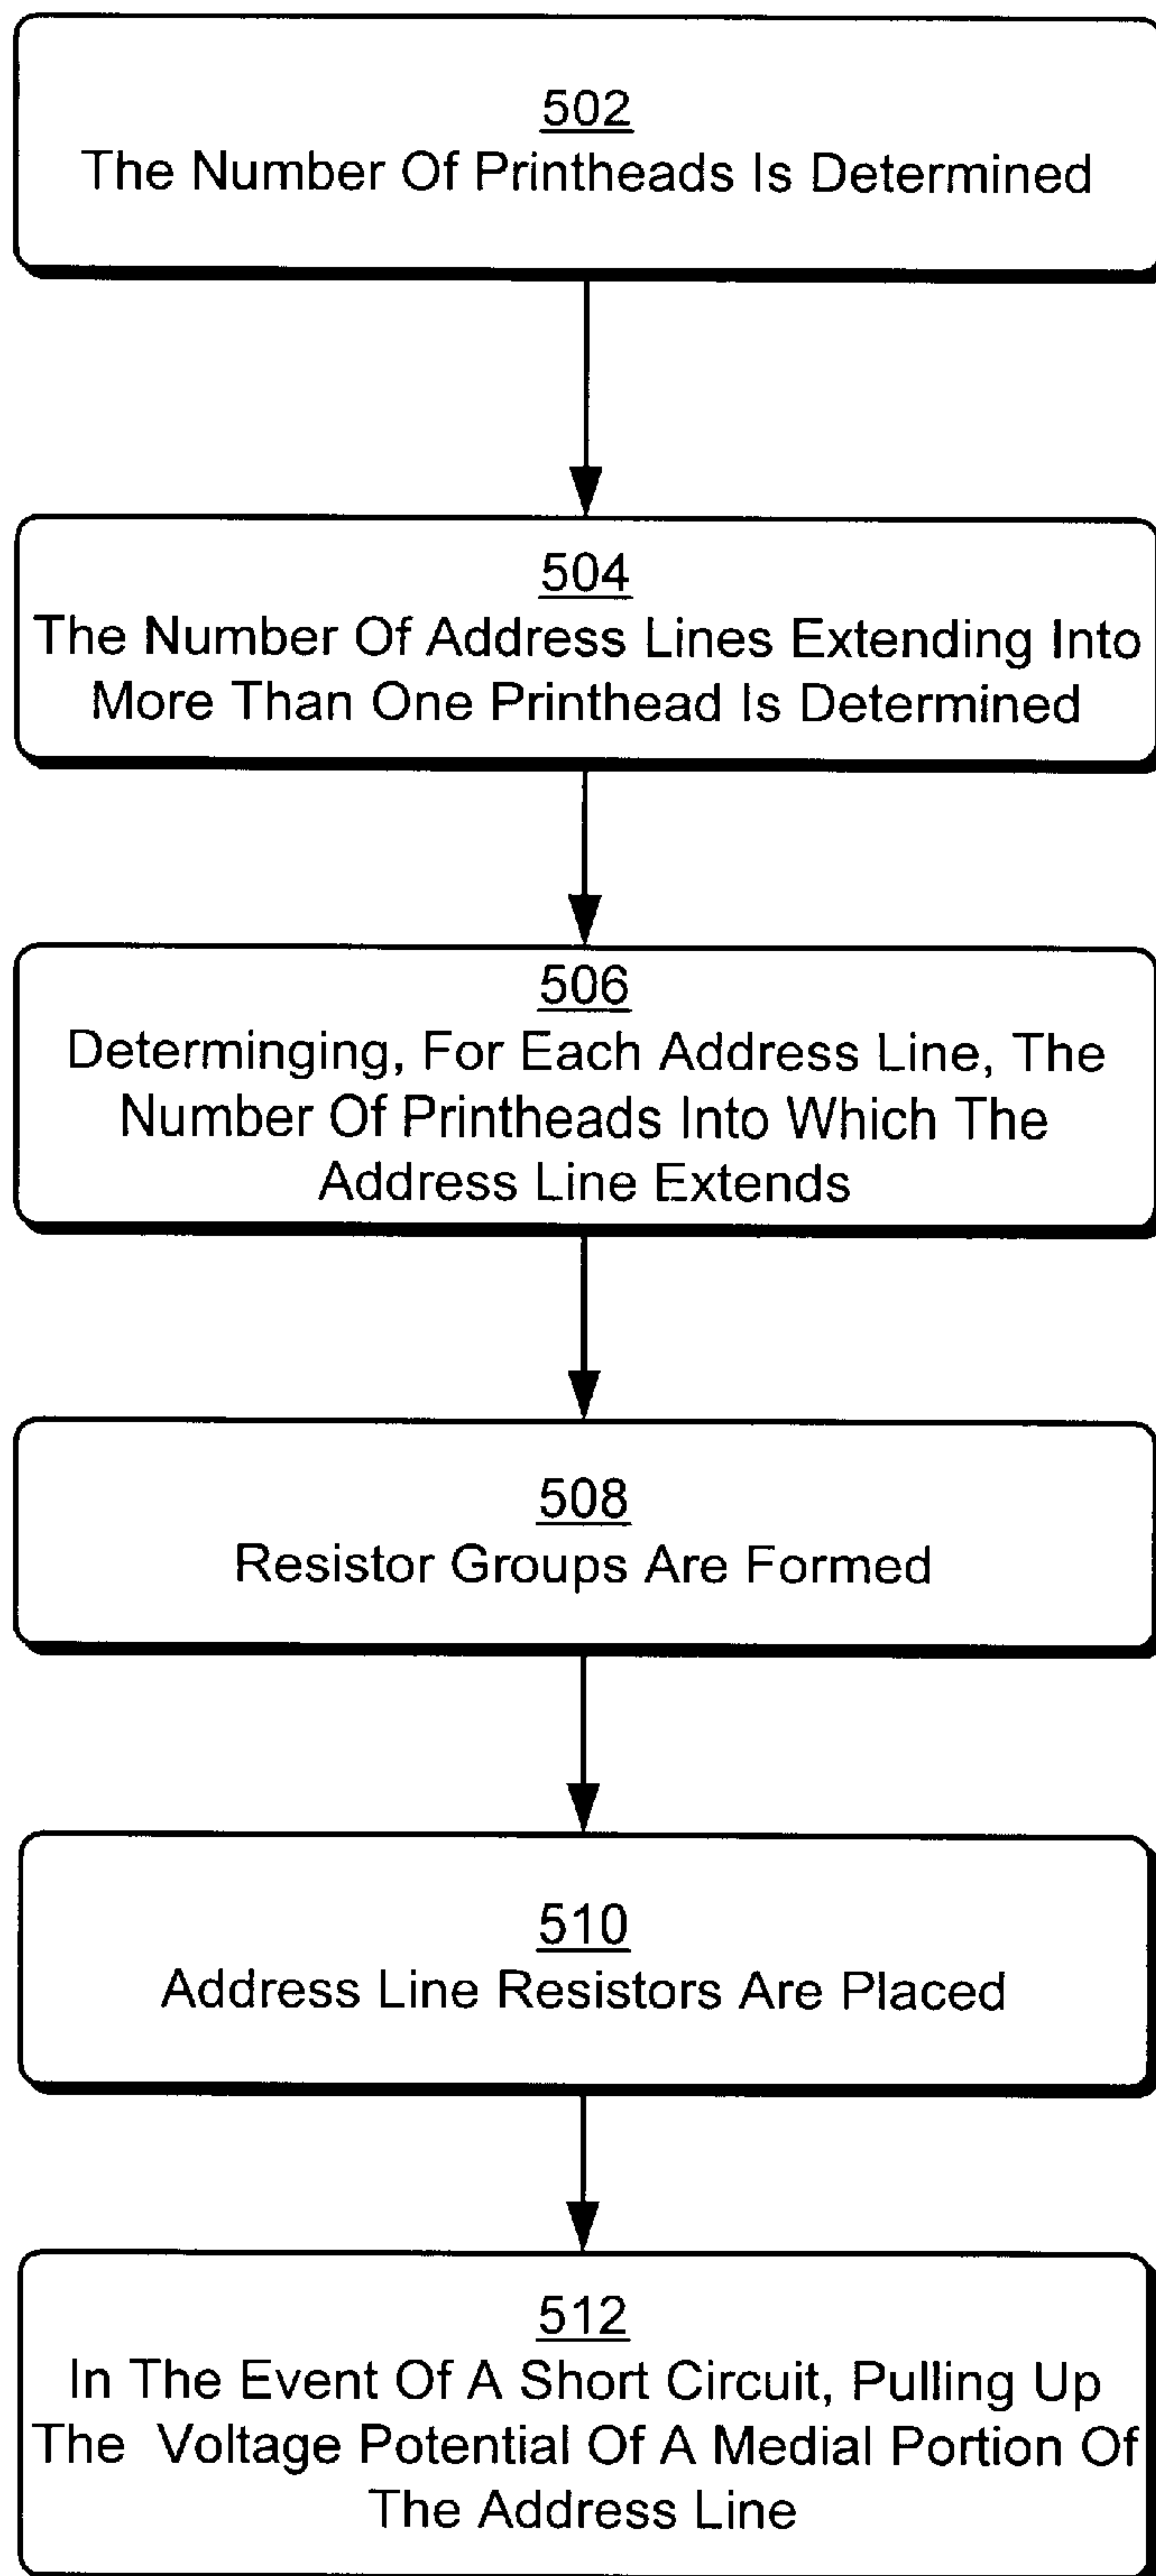 502
The Number Of Printheads Is Determined
504
The Number Of Address Lines Extending Into
More Than One Printhead Is Determined
506
Determinging, For Each Address Line, The
Number Of Printheads Into Which The
Address Line Extends
508
Resistor Groups Are Formed
510
Address Line Resistors Are Placed
512
In The Event Of A Short Circuit, Pulling Up
The Voltage Potential Of A Medial Portion Of
The Address Line